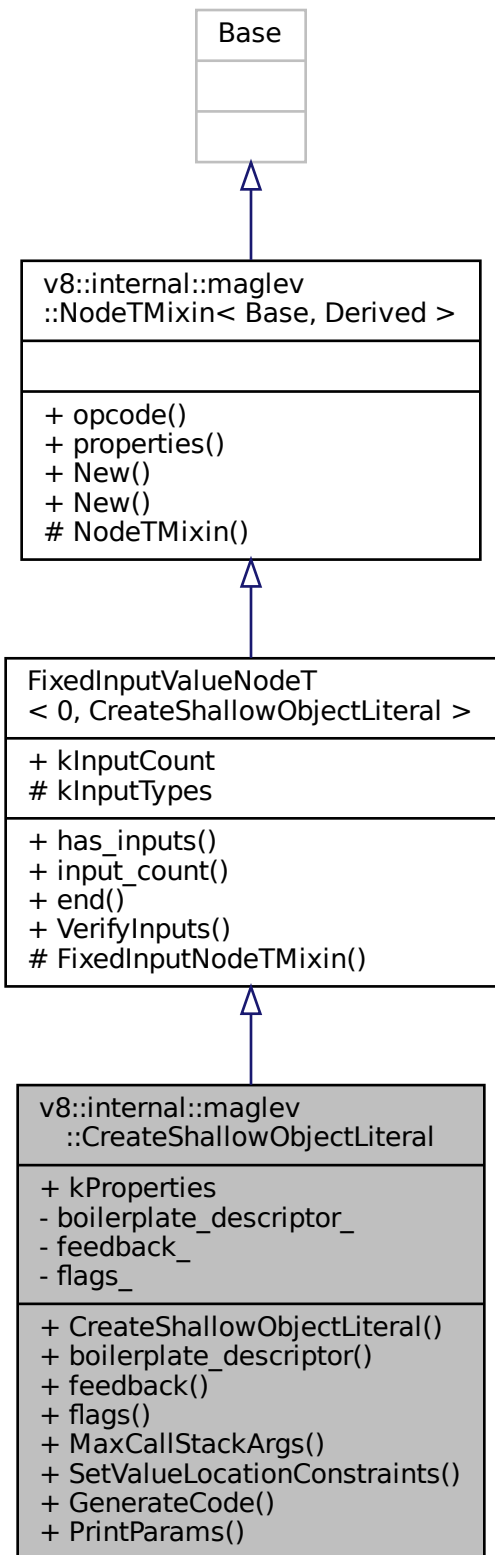 Base
v8::internal::maglev
::NodeTMixin< Base, Derived >
+ opcode()
+ properties()
+ New()
+ New()
# NodeTMixin()
FixedInputValueNodeT
< 0, CreateShallowObjectLiteral >
+ kInputCount
# kInputTypes
+ has_inputs()
+ input_count()
+ end()
+ VerifyInputs()
# FixedInputNodeTMixin()
v8::internal::maglev
::CreateShallowObjectLiteral
+ kProperties
- boilerplate_descriptor_
- feedback_
- flags_
+ CreateShallowObjectLiteral()
+ boilerplate_descriptor()
+ feedback()
+ flags()
+ MaxCallStackArgs()
+ SetValueLocationConstraints()
+ GenerateCode()
+ PrintParams()